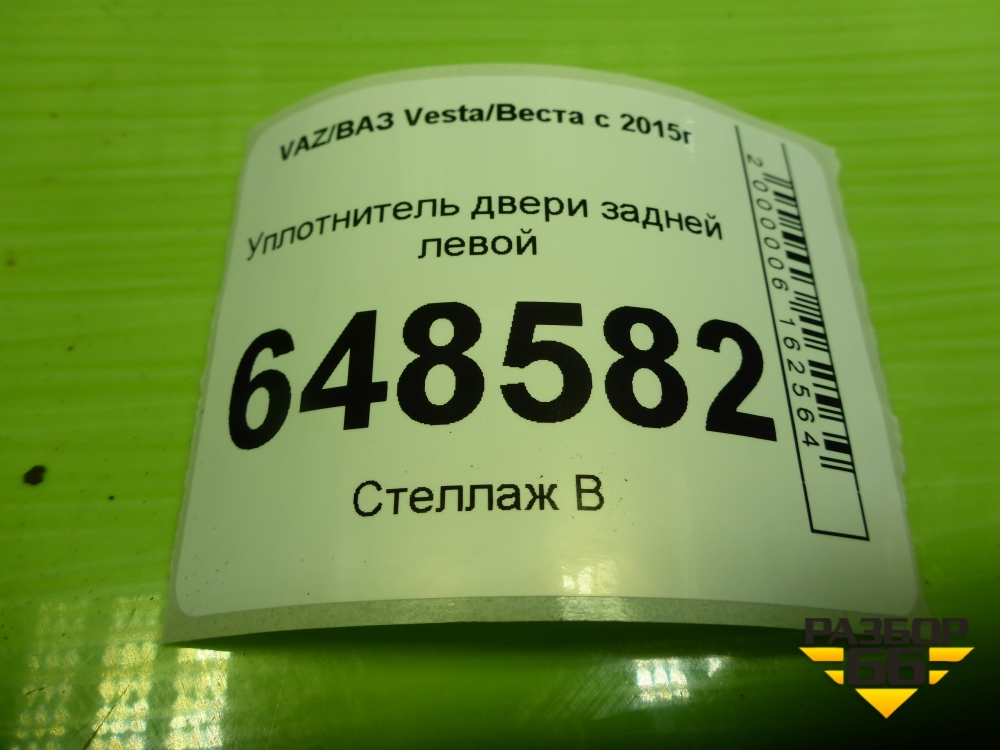 VAZ/ВАЗ Vesta/Веста с 2015г
Уплотнитель двери задней
левой
648582
Стеллаж В
2000006162564
РАЗБОР
66